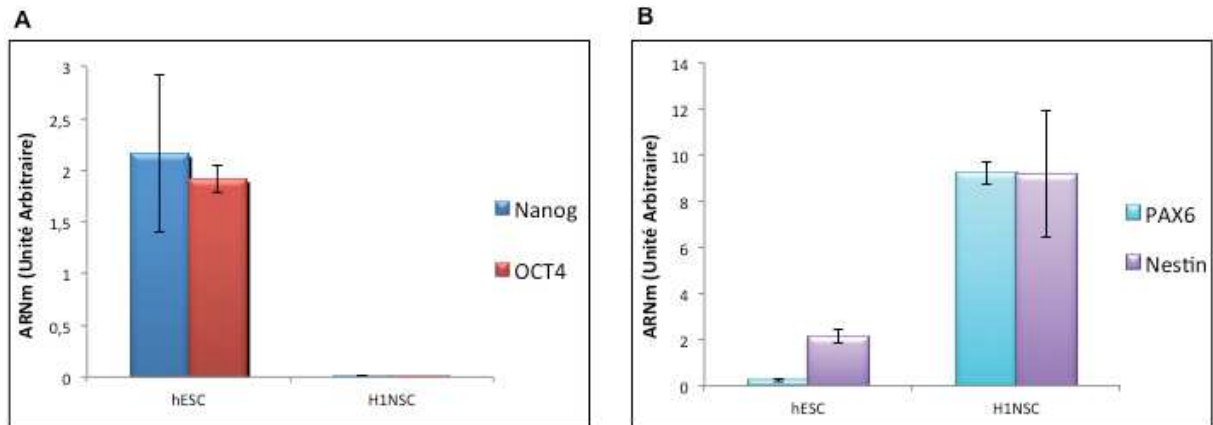 A
ARNm (Unité Arbitraire)
3
2,5
2
1,5
1
0,5
0
hESC
H1NSC
Nanog
OCT4
B
ARNm (Unité Arbitraire)
14
12
10
8
6
4
2
0
hESC
H1NSC
PAX6
Nestin